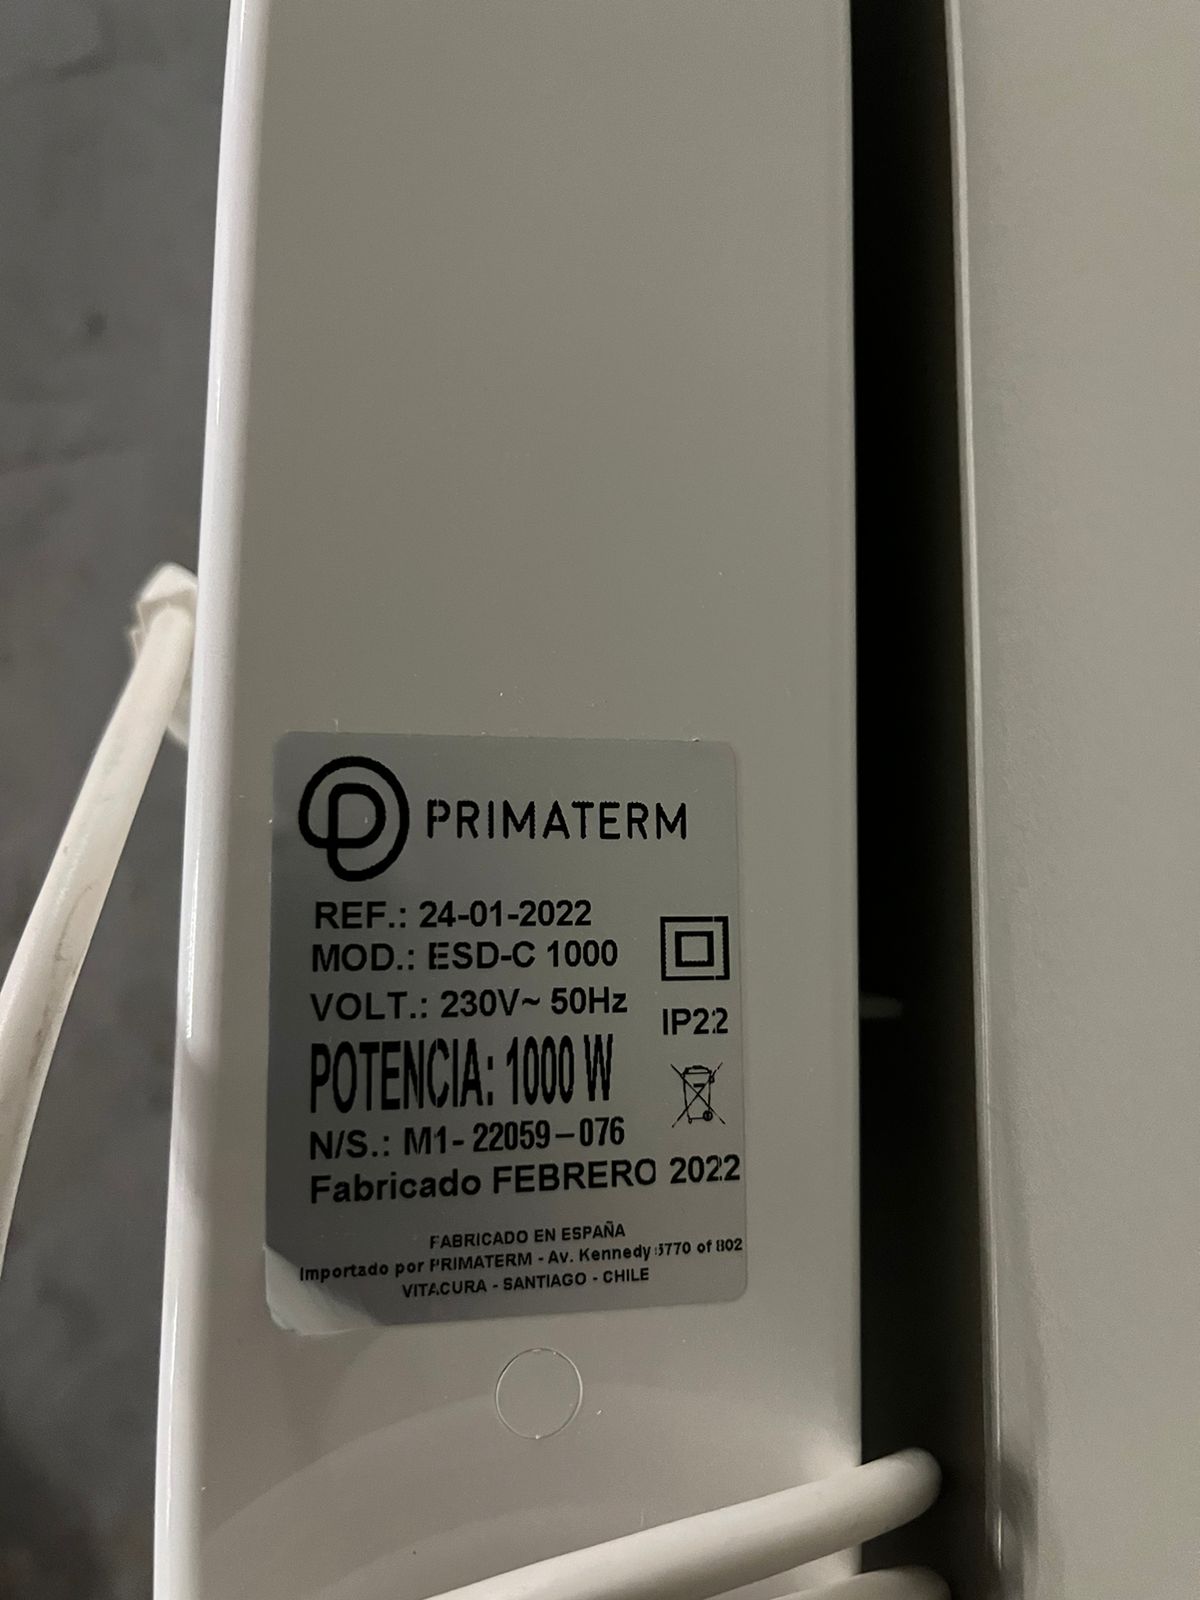 PRIMATERM
REF.: 24-01-2022
MOD.: ESD-C 1000
VOLT.: 230V~ 50Hz
IP22
POTENCIA: 1000 W
N/S.: M1-22059-076
Fabricado FEBRERO 2022
FABRICADO EN ESPAÑA
Importado por PRIMATERM - Av. Kennedy 5770 of 802
VITACURA - SANTIAGO - CHILE